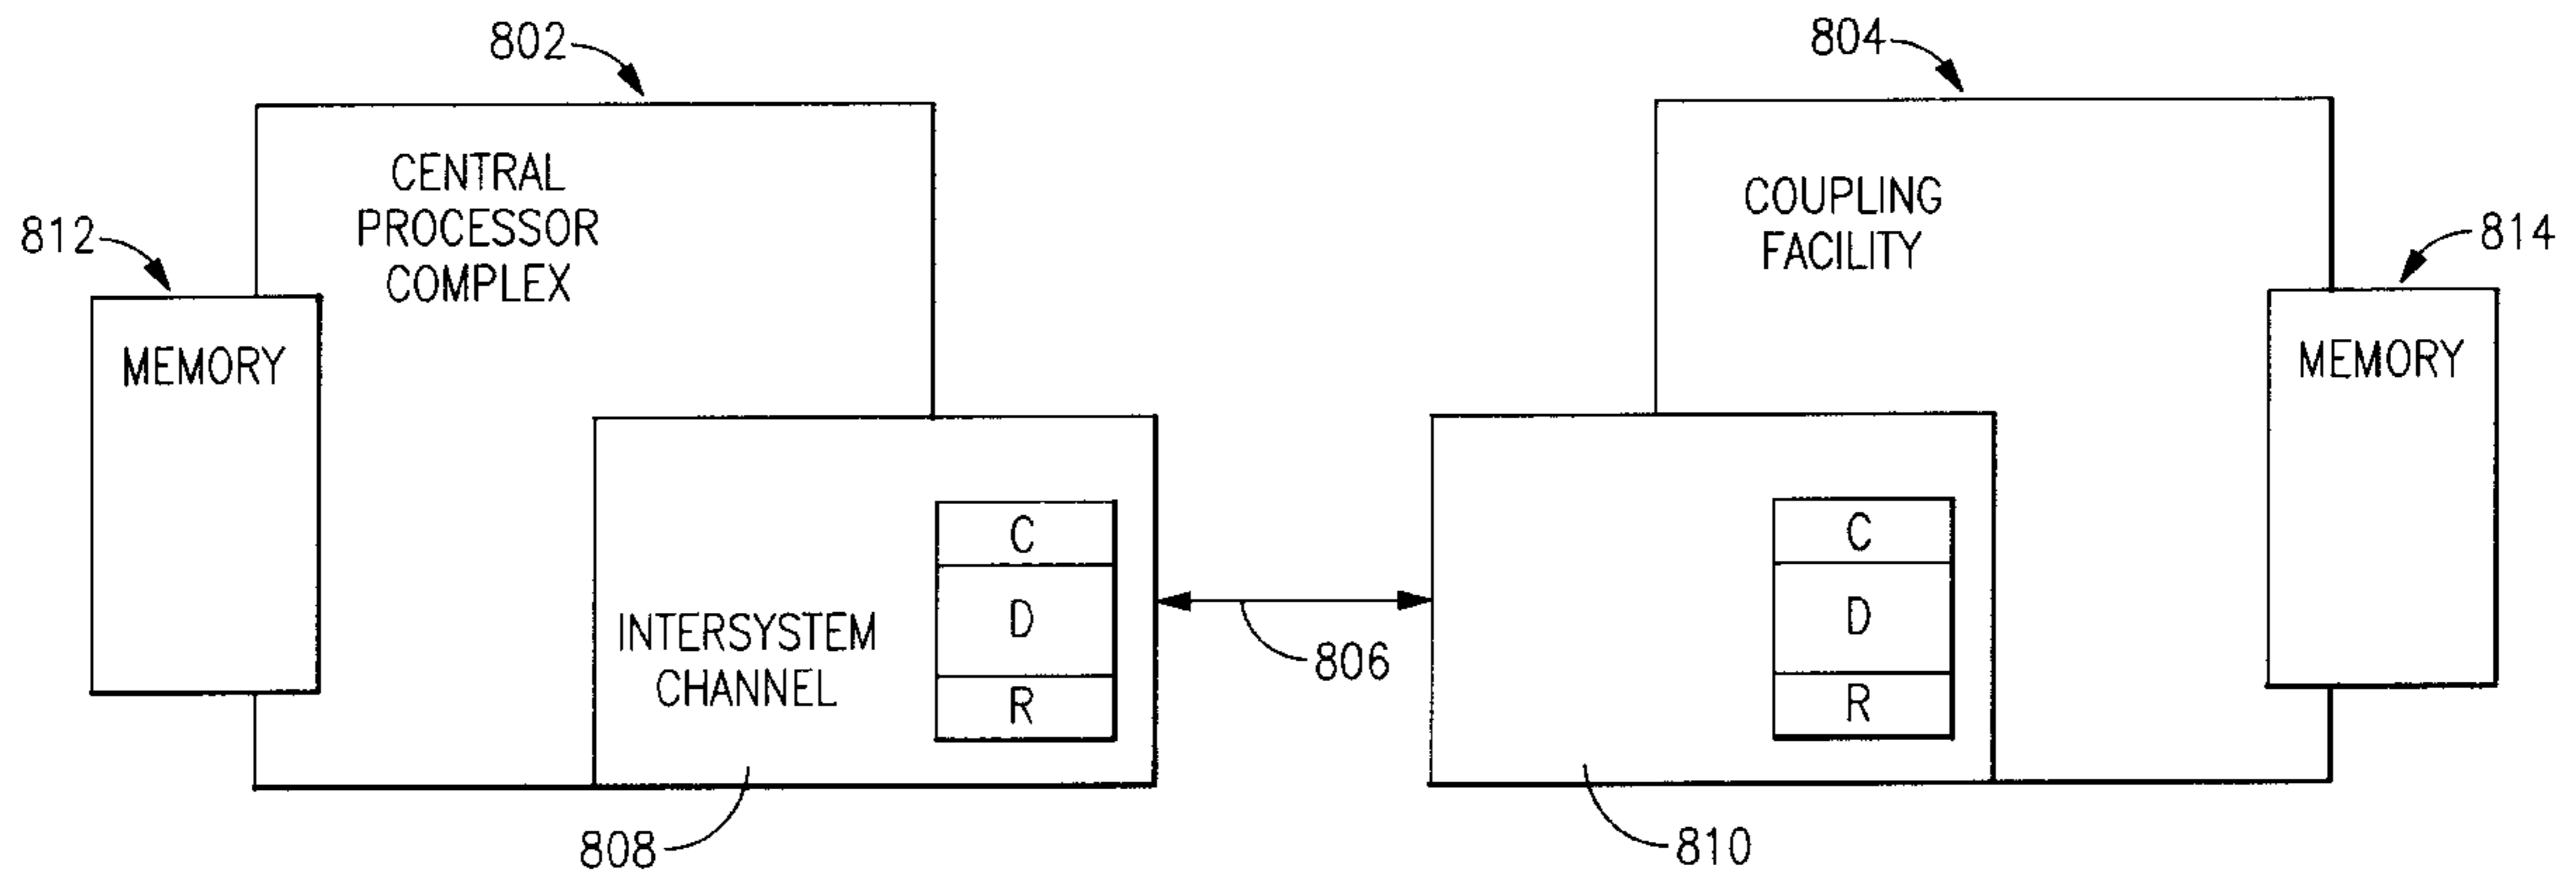 802
804
CENTRAL
PROCESSOR
COMPLEX
COUPLING
FACILITY
812
814
MEMORY
MEMORY
C
D
R
INTERSYSTEM
CHANNEL
806
C
D
R
808
810